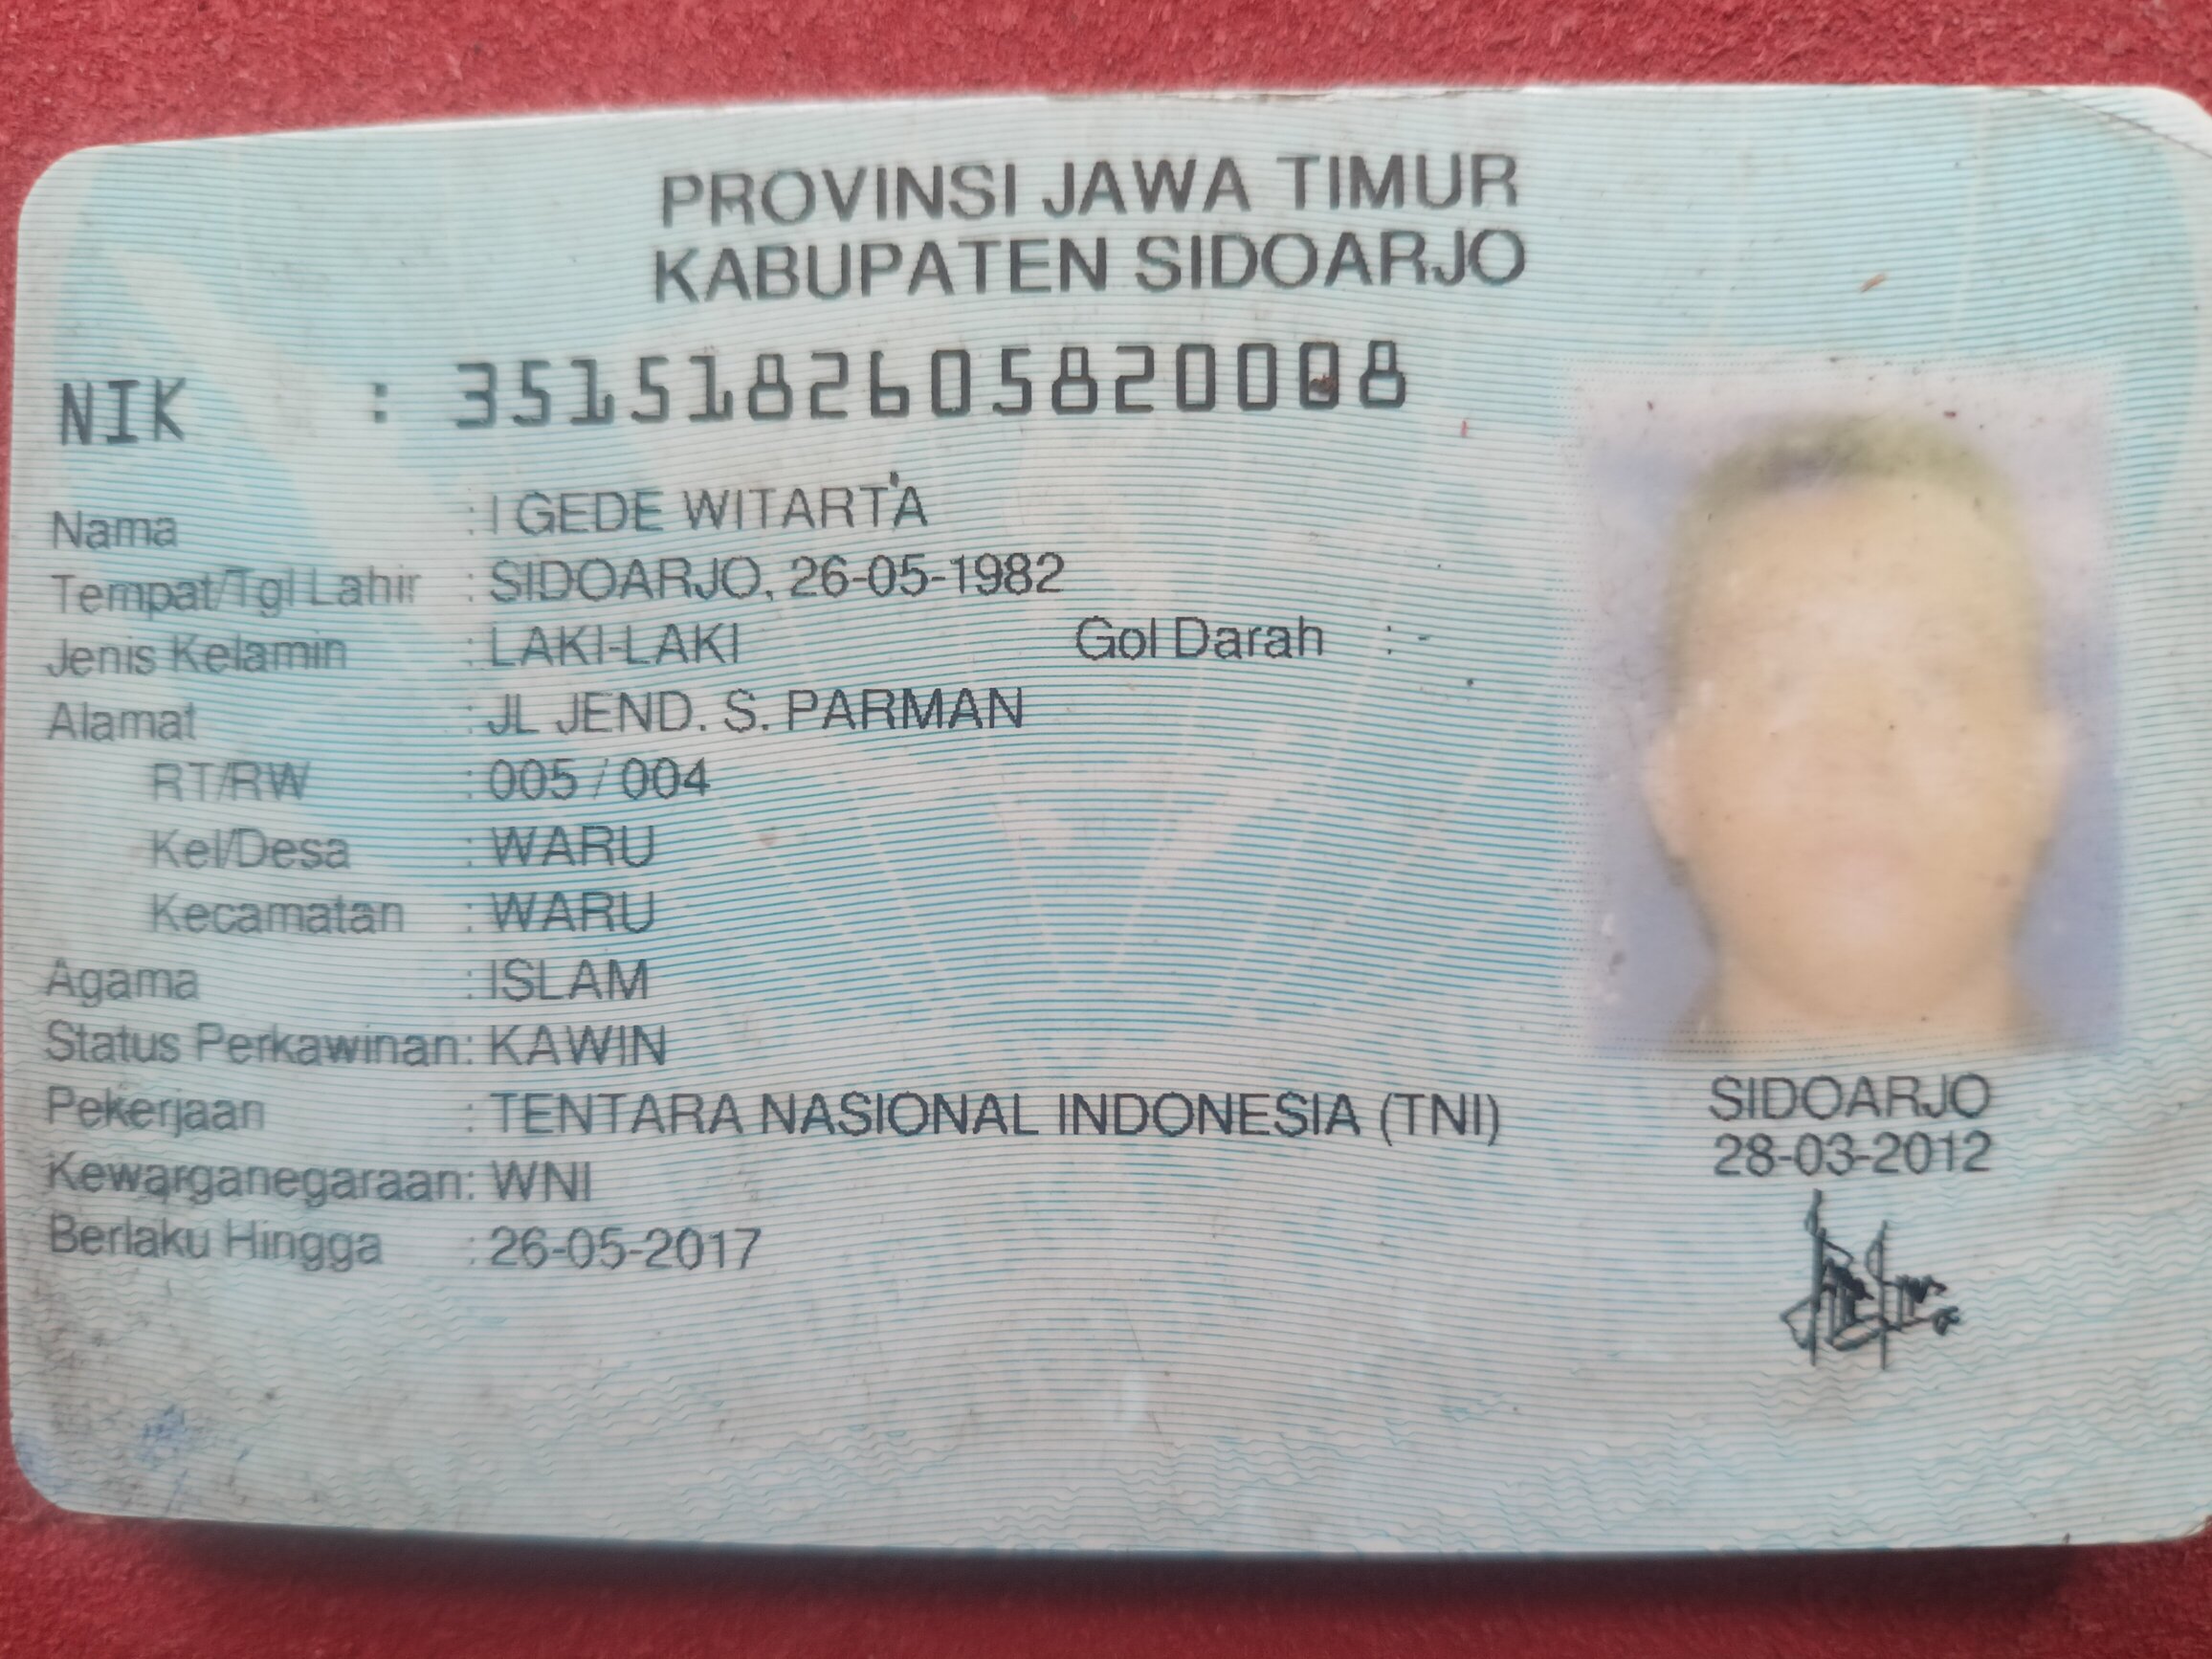 PROVINSI JAWA TIMUR
KABUPATEN SIDOARJO
NIK : 3515182605820008
Nama : I GEDE WITARTA
Tempat/Tgl Lahir : SIDOARJO, 26-05-1982
Jenis Kelamin : LAKI-LAKI Gol Darah : -
Alamat : JL JEND. S. PARMAN
RT/RW : 005 / 004
Kel/Desa : WARU
Kecamatan : WARU
Agama : ISLAM
Status Perkawinan : KAWIN
Pekerjaan : TENTARA NASIONAL INDONESIA (TNI)
Kewarganegaraan : WNI
Berlaku Hingga : 26-05-2017
SIDOARJO
28-03-2012